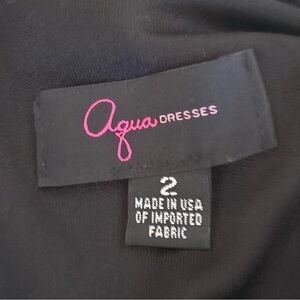 Aqua DRESSES
2
MADE IN USA
OF IMPORTED
FABRIC